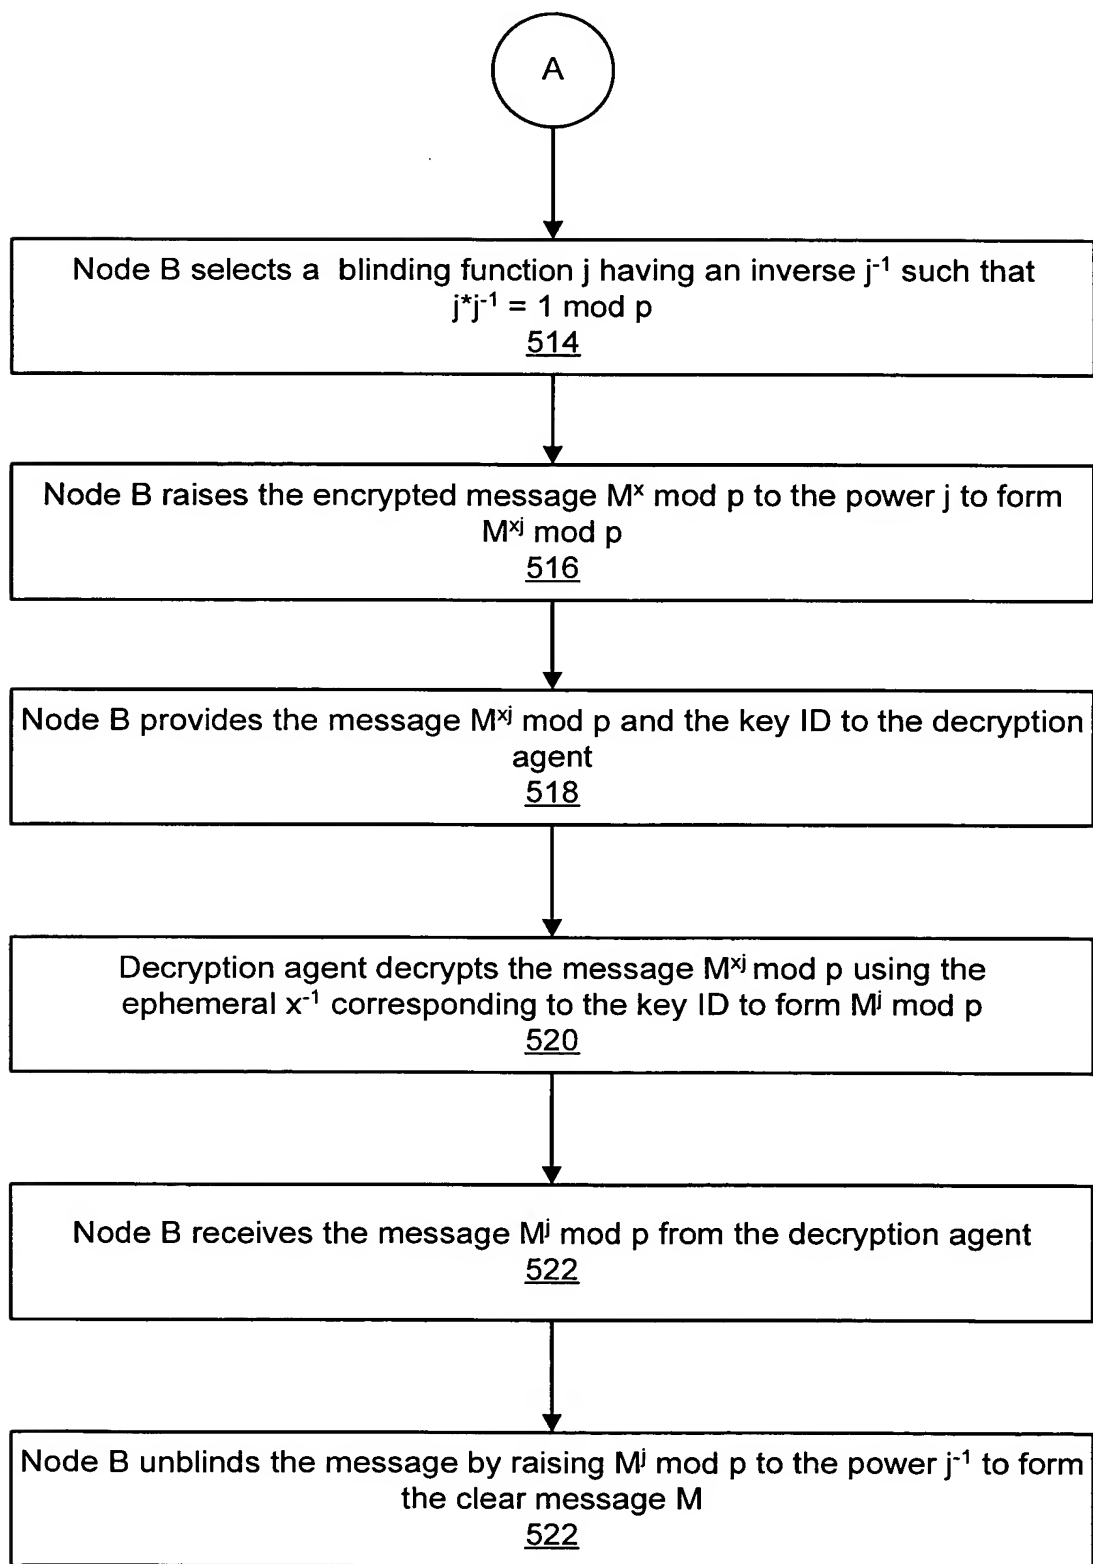 A
Node B selects a blinding function j having an inverse j⁻¹ such that
j*j⁻¹ = 1 mod p
514
Node B raises the encrypted message Mˣ mod p to the power j to form
Mˣʲ mod p
516
Node B provides the message Mˣʲ mod p and the key ID to the decryption
agent
518
Decryption agent decrypts the message Mˣʲ mod p using the
ephemeral x⁻¹ corresponding to the key ID to form Mʲ mod p
520
Node B receives the message Mʲ mod p from the decryption agent
522
Node B unblinds the message by raising Mʲ mod p to the power j⁻¹ to form
the clear message M
522